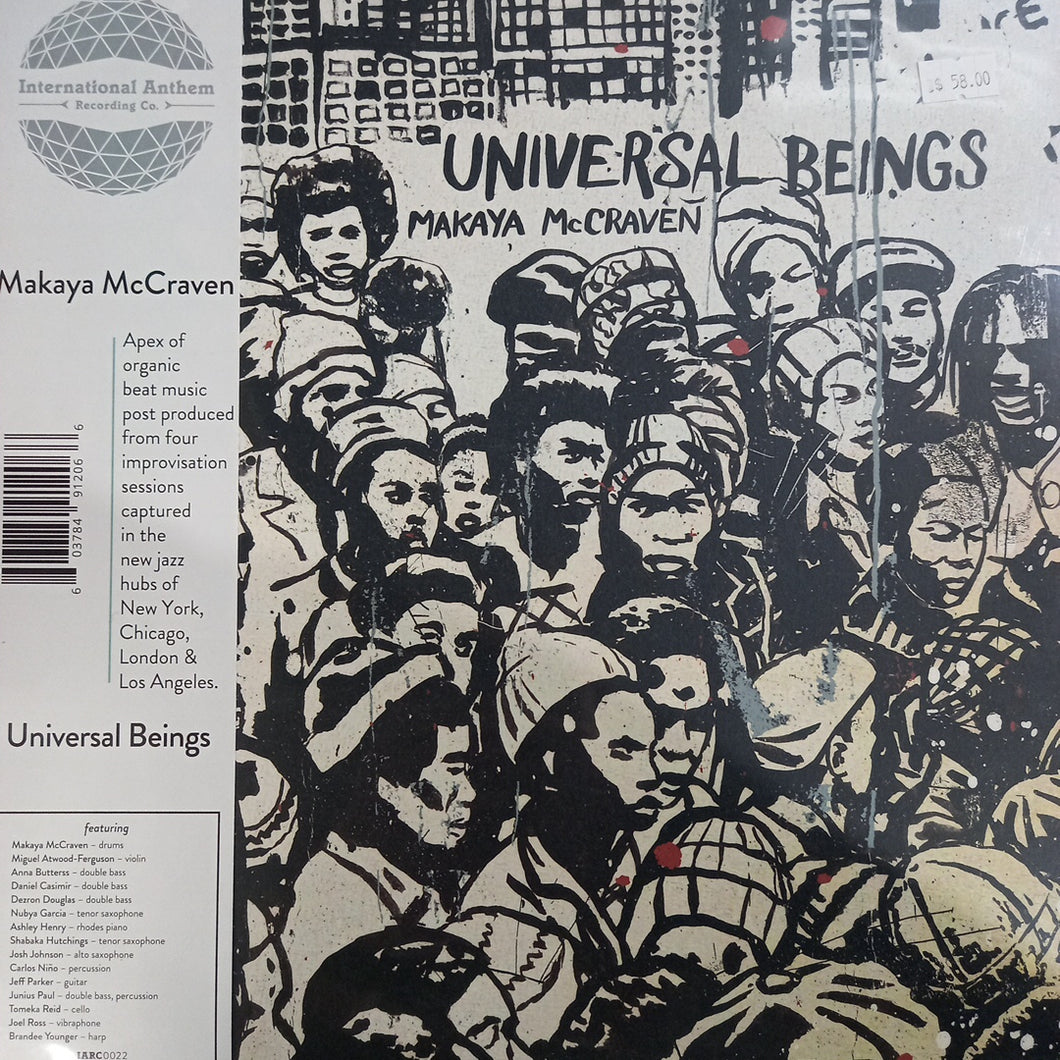 International Anthem
Recording Co.
Makaya McCraven
Apex of
organic
beat music
post produced
from four
improvisation
sessions
captured
in the
new jazz
hubs of
New York,
Chicago,
London &
Los Angeles.
6 03784 91206 6
Universal Beings
featuring
Makaya McCraven – drums
Miguel Atwood-Ferguson – violin
Anna Butterss – double bass
Daniel Casimir – double bass
Dezron Douglas – double bass
Nubya Garcia – tenor saxophone
Ashley Henry – rhodes piano
Shabaka Hutchings – tenor saxophone
Josh Johnson – alto saxophone
Carlos Niño – percussion
Jeff Parker – guitar
Junius Paul – double bass, percussion
Tomeka Reid – cello
Joel Ross – vibraphone
Brandee Younger – harp
IARC0022
$ 58.00
UNIVERSAL BEINGS
MAKAYA McCRAVEN